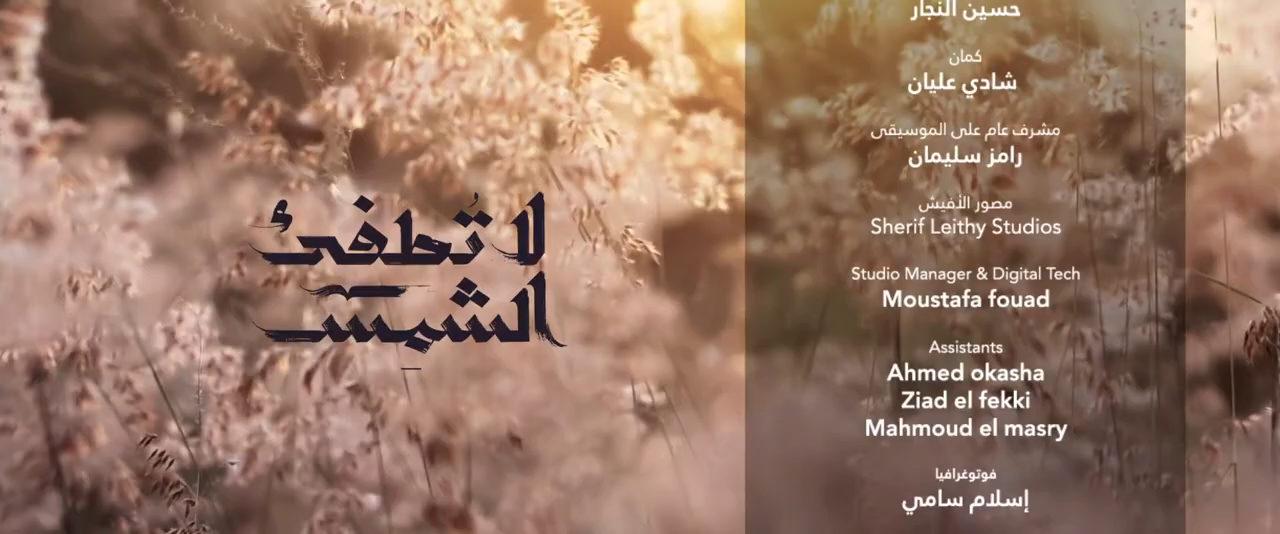 لا تُطفئ
الشمس
حسين النجار
كمان
شادي عليان
مشرف عام على الموسيقى
رامز سليمان
مصور الأفيش
Sherif Leithy Studios
Studio Manager & Digital Tech
Moustafa fouad
Assistants
Ahmed okasha
Ziad el fekki
Mahmoud el masry
فوتوغرافيا
إسلام سامي